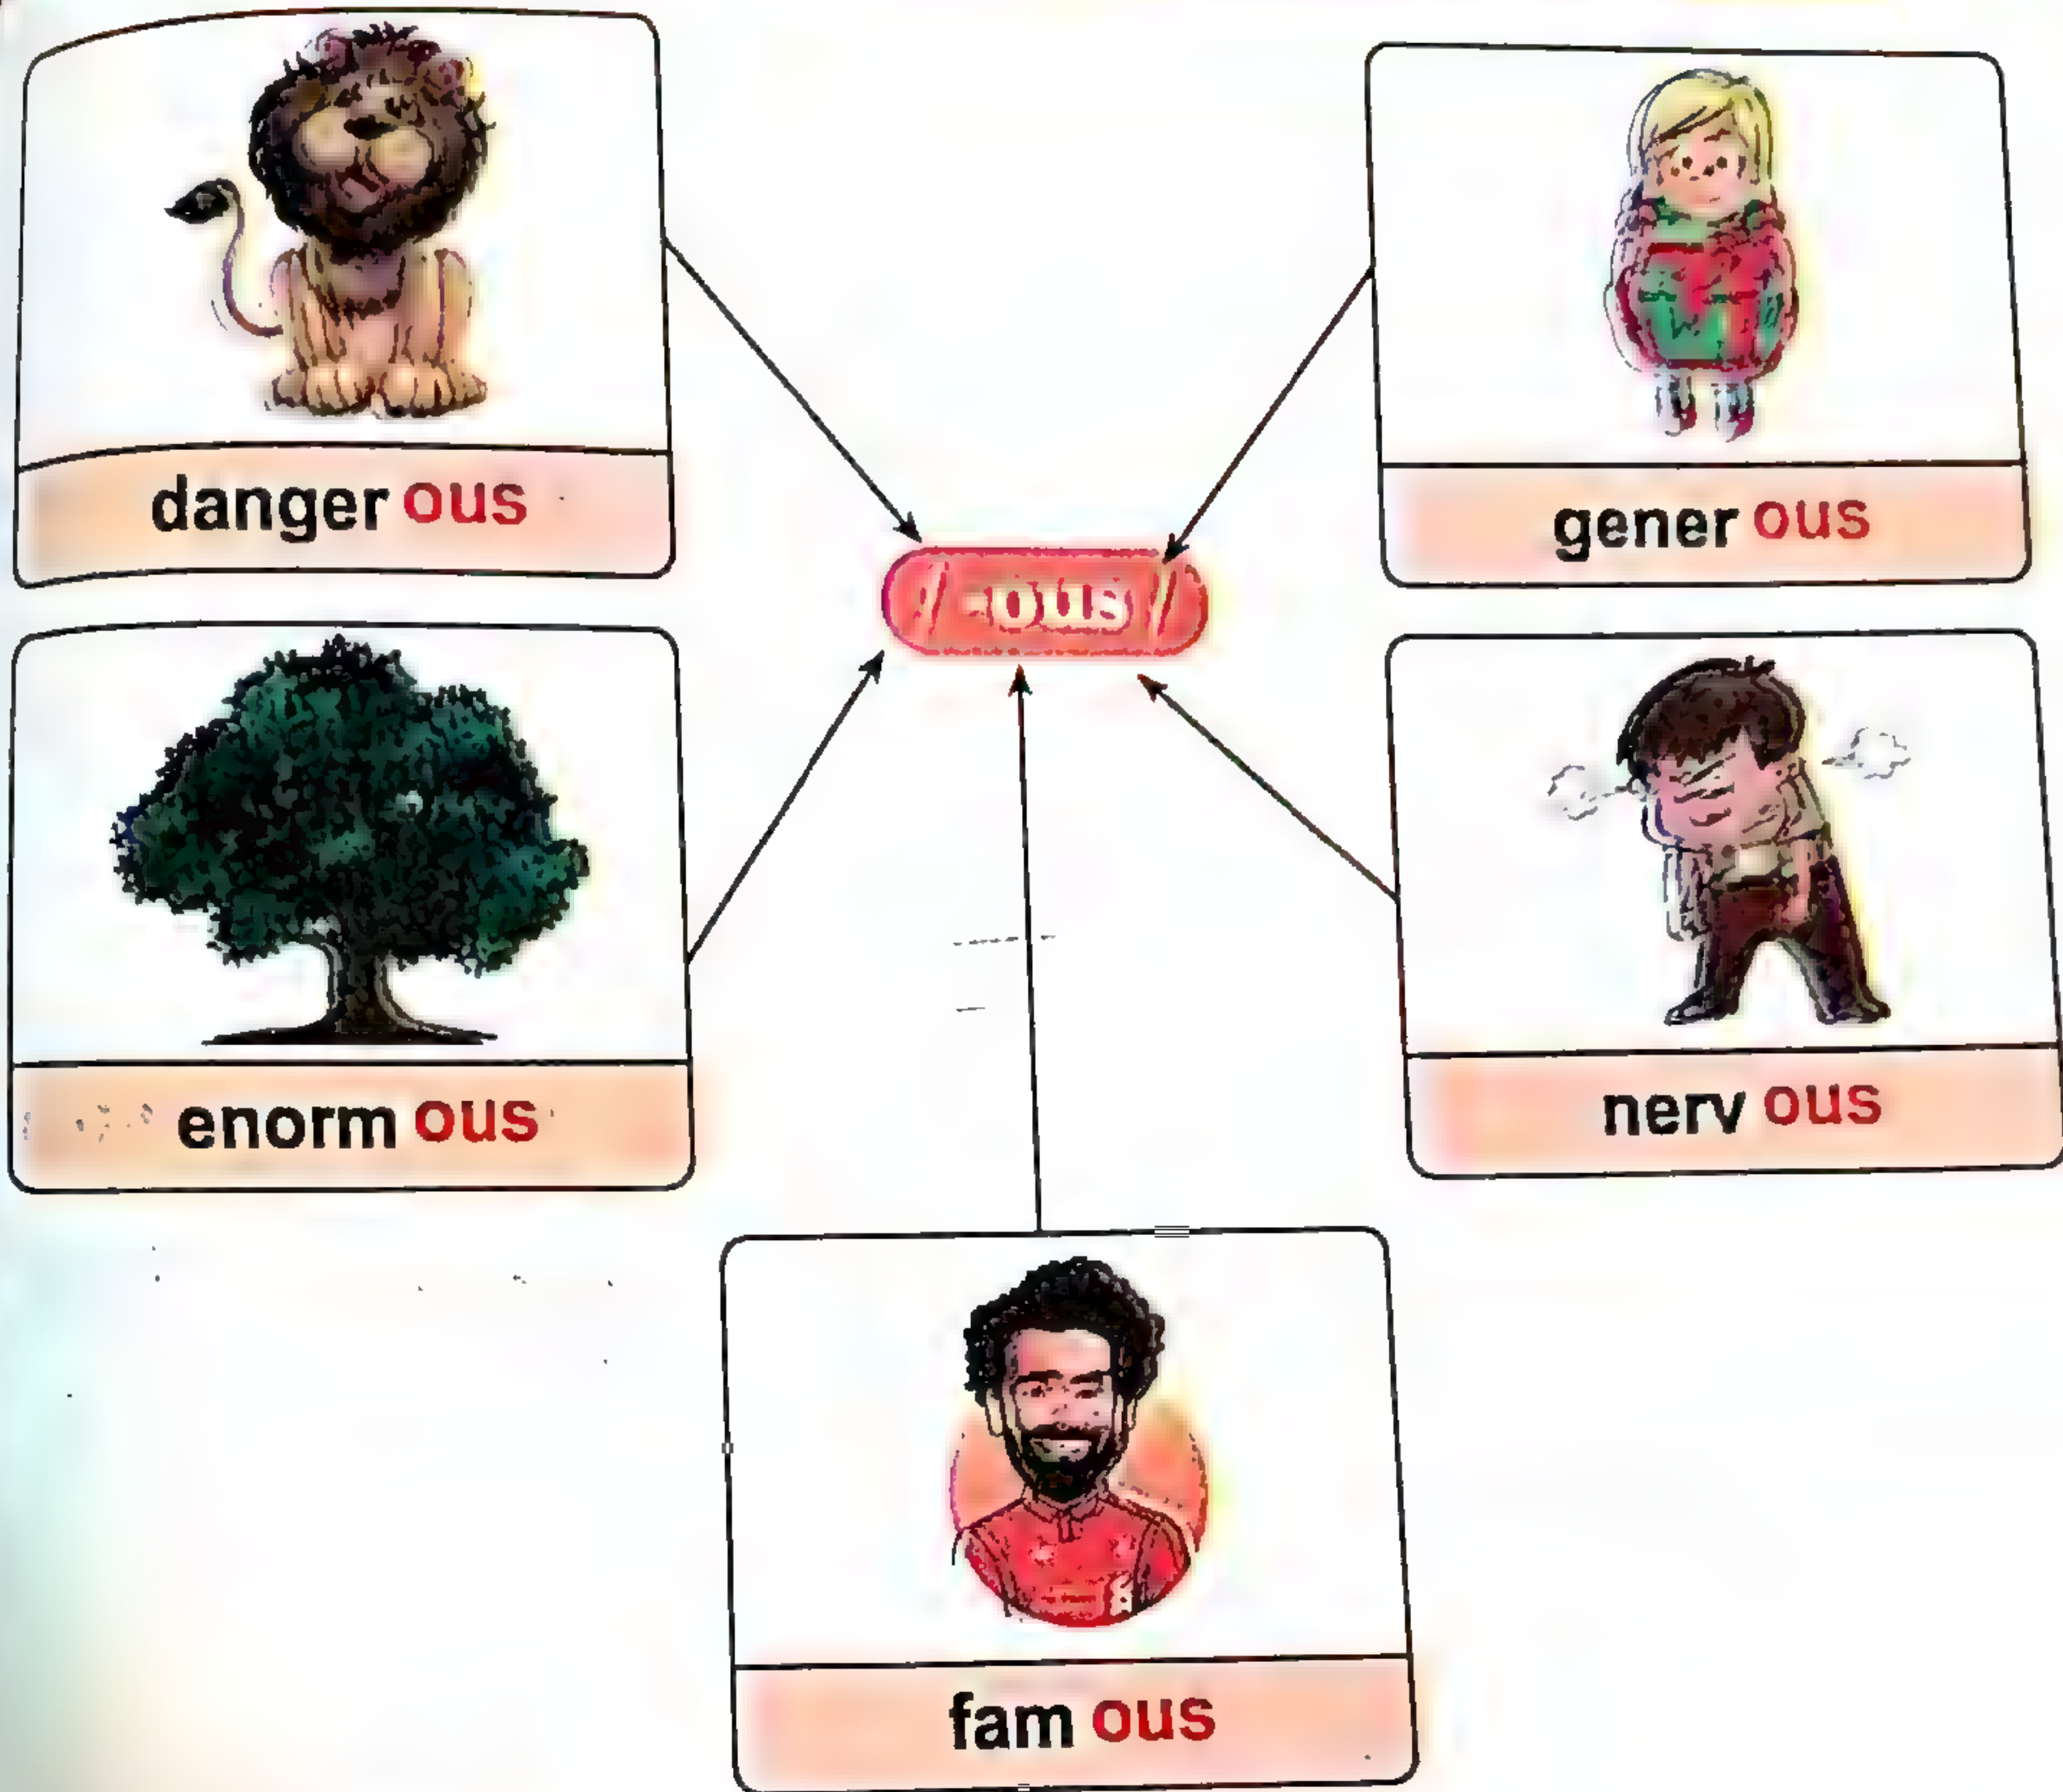 danger ous
gener ous
/ -ous /
enorm ous
nerv ous
fam ous